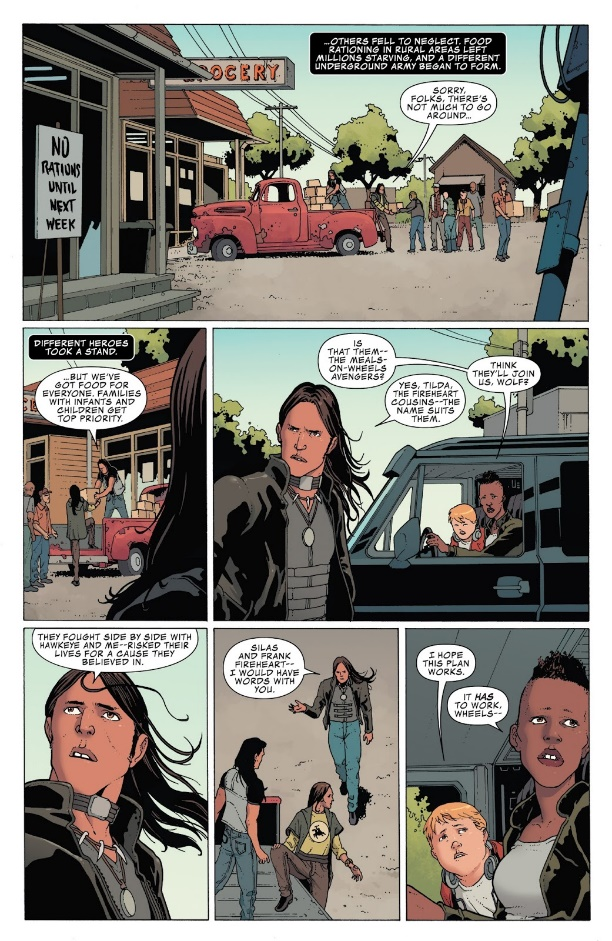 ...OTHERS FELL TO NEGLECT. FOOD
RATIONING IN RURAL AREAS LEFT
MILLIONS STARVING, AND A DIFFERENT
UNDERGROUND ARMY BEGAN TO FORM.
GROCERY
SORRY,
FOLKS, THERE'S
NOT MUCH TO GO
AROUND...
NO
RATIONS
UNTIL
NEXT
WEEK
DIFFERENT HEROES
TOOK A STAND.
...BUT WE'VE
GOT FOOD FOR
EVERYONE. FAMILIES
WITH INFANTS AND
CHILDREN GET
TOP PRIORITY.
IS
THAT THEM--
THE MEALS-
ON-WHEELS
AVENGERS?
THINK
THEY'LL JOIN
US, WOLF?
YES, TILDA,
THE FIREHEART
COUSINS--THE
NAME SUITS
THEM.
THEY FOUGHT SIDE BY SIDE WITH
HAWKEYE AND ME--RISKED THEIR
LIVES FOR A CAUSE THEY
BELIEVED IN.
SILAS
AND FRANK
FIREHEART--
I WOULD HAVE
WORDS WITH
YOU.
I HOPE
THIS PLAN
WORKS.
IT HAS
TO WORK,
WHEELS--